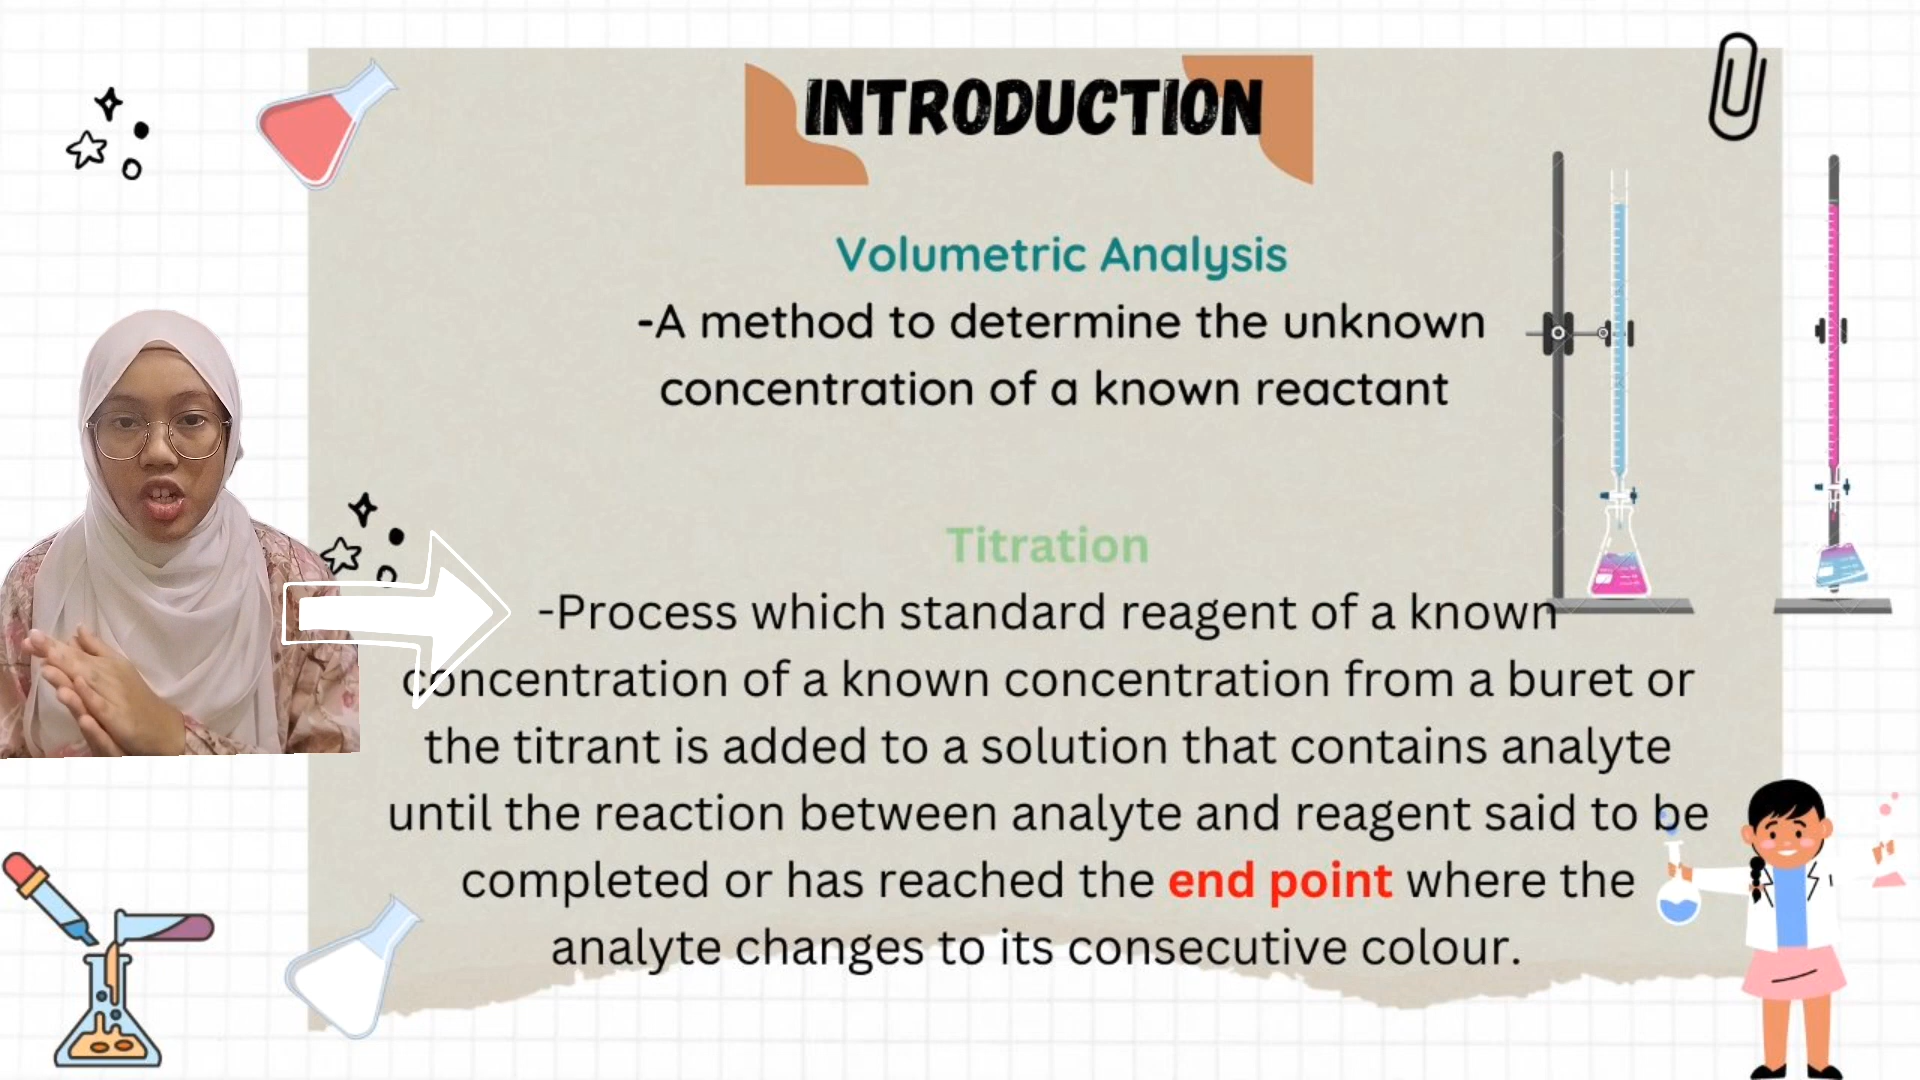 INTRODUCTION
Volumetric Analysis
-A method to determine the unknown
concentration of a known reactant
Titration
-Process which standard reagent of a known
concentration of a known concentration from a buret or
the titrant is added to a solution that contains analyte
until the reaction between analyte and reagent said to be
completed or has reached the end point where the
analyte changes to its consecutive colour.